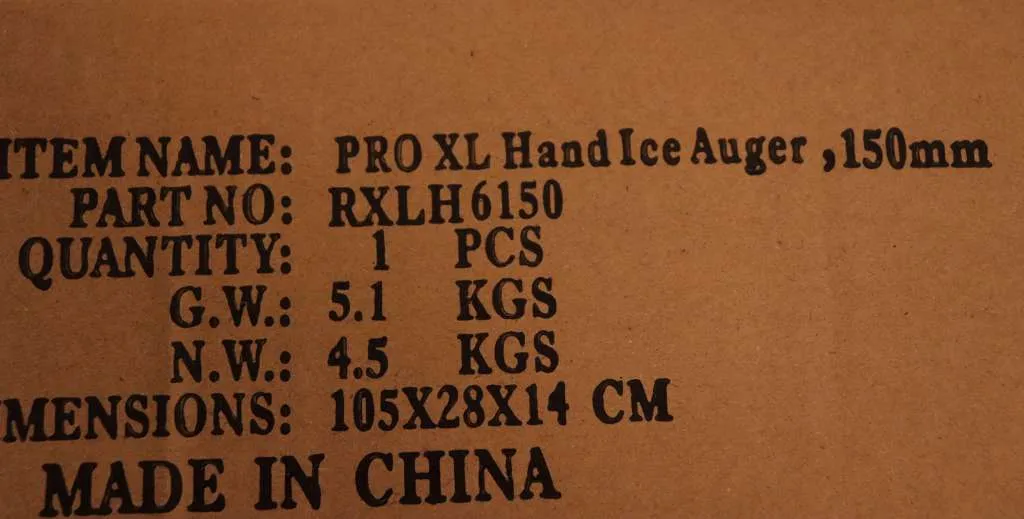 ITEM NAME: PRO XL Hand Ice Auger ,150mm
PART NO: RXLH6150
QUANTITY: 1 PCS
G.W.: 5.1 KGS
N.W.: 4.5 KGS
IMENSIONS: 105X28X14 CM
MADE IN CHINA